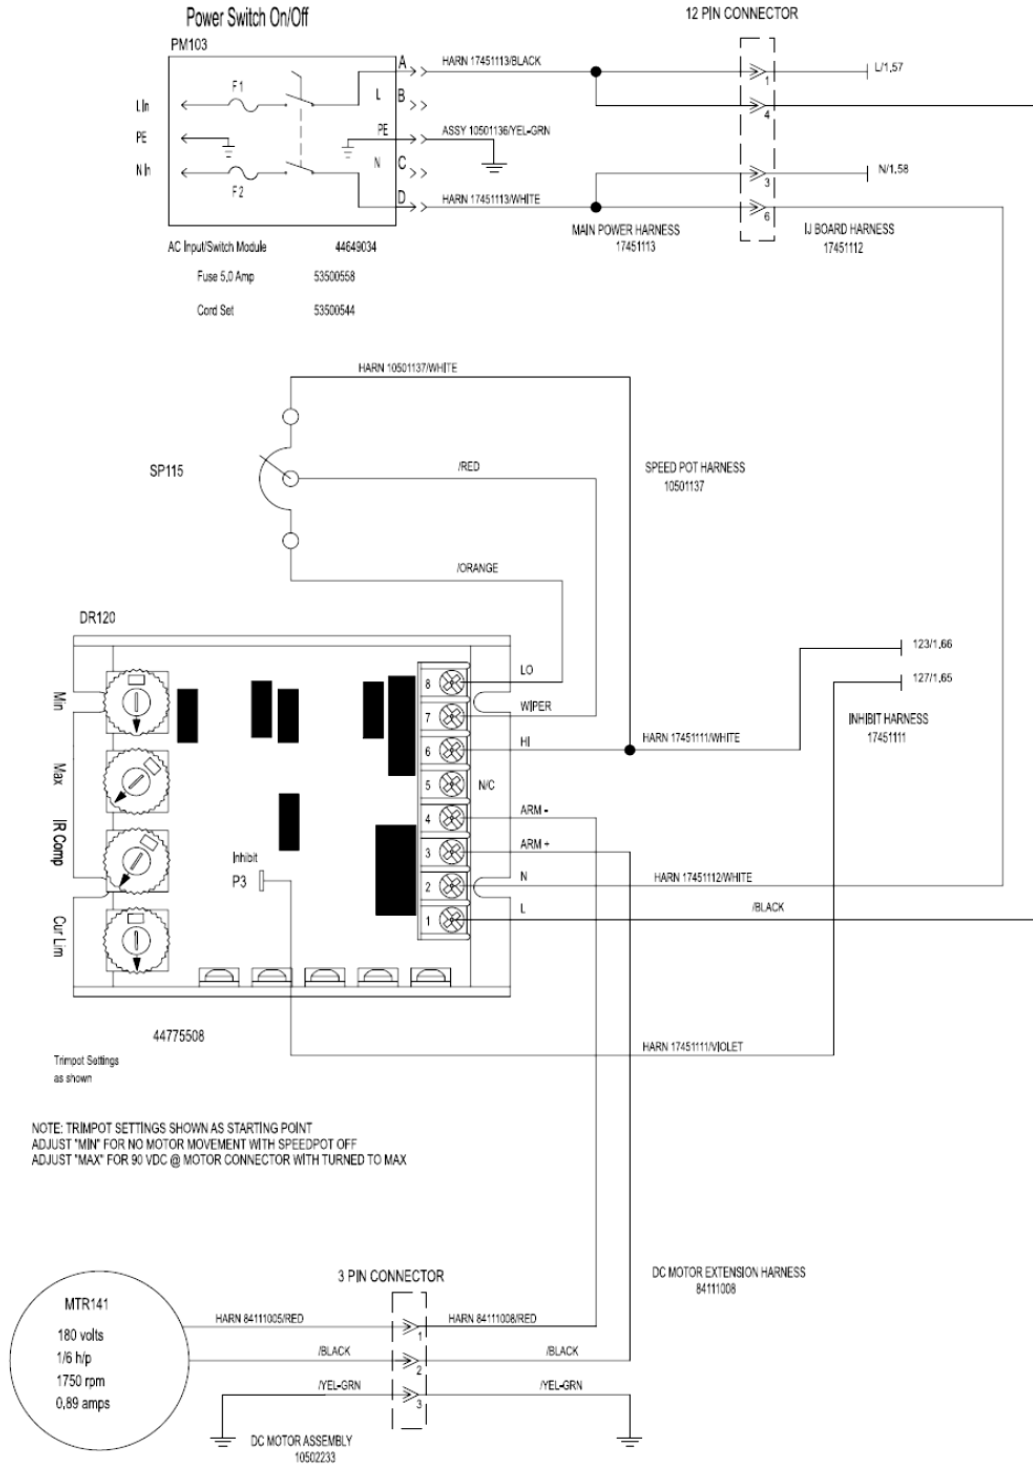 Power Switch On/Off
12 PIN CONNECTOR
PM103
A
HARN 17451113/BLACK
L/1,57
1
F1
L
B
L In
4
PE
PE
ASSY 10501136/YEL-GRN
N In
N
C
N/1,58
3
F2
D
HARN 17451113/WHITE
6
MAIN POWER HARNESS
17451113
IJ BOARD HARNESS
17451112
AC Input/Switch Module 44649034
Fuse 5,0 Amp 53500558
Cord Set 53500544
HARN 10501137/WHITE
SP115
/RED
SPEED POT HARNESS
10501137
/ORANGE
DR120
123/1,66
127/1,65
INHIBIT HARNESS
17451111
Min
Max
IR Comp
Cur Lim
8 LO
7 WIPER
6 HI
HARN 17451111/WHITE
5 N/C
4 ARM -
3 ARM +
2 N
HARN 17451112/WHITE
1 L
/BLACK
Inhibit
P3
44775508
HARN 17451111/VIOLET
Trimpot Settings
as shown
NOTE: TRIMPOT SETTINGS SHOWN AS STARTING POINT
ADJUST "MIN" FOR NO MOTOR MOVEMENT WITH SPEEDPOT OFF
ADJUST "MAX" FOR 90 VDC @ MOTOR CONNECTOR WITH TURNED TO MAX
3 PIN CONNECTOR
DC MOTOR EXTENSION HARNESS
84111008
MTR141
180 volts
1/6 h/p
1750 rpm
0,89 amps
HARN 84111005/RED
1
HARN 84111008/RED
/BLACK
2
/BLACK
/YEL-GRN
3
/YEL-GRN
DC MOTOR ASSEMBLY
10502233